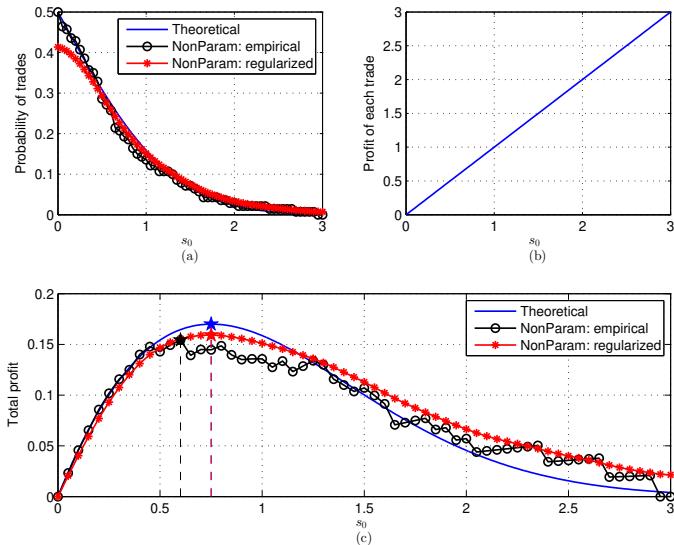 0.5
0.4
0.3
0.2
0.1
0
0
1
2
3
Probability of trades
s0
(a)
Theoretical
NonParam: empirical
NonParam: regularized
3
2.5
2
1.5
1
0.5
0
0
1
2
3
Profit of each trade
s0
(b)
0.2
0.15
0.1
0.05
0
0
0.5
1
1.5
2
2.5
3
Total profit
s0
(c)
Theoretical
NonParam: empirical
NonParam: regularized